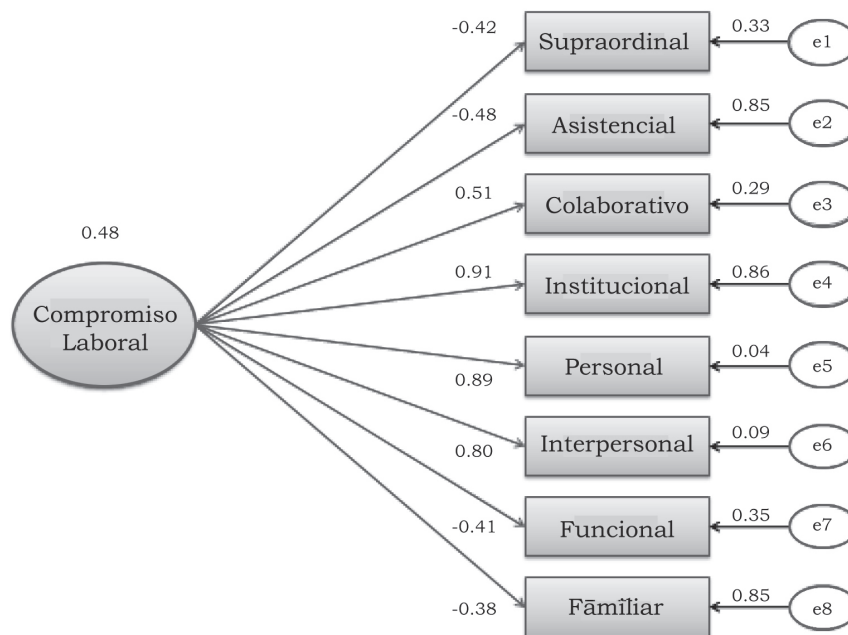 -0.42
Supraordinal
0.33
e1
-0.48
Asistencial
0.85
e2
0.51
Colaborativo
0.29
e3
0.48
Compromiso
Laboral
0.91
Institucional
0.86
e4
0.89
Personal
0.04
e5
0.80
Interpersonal
0.09
e6
-0.41
Funcional
0.35
e7
-0.38
Fāmīliar
0.85
e8